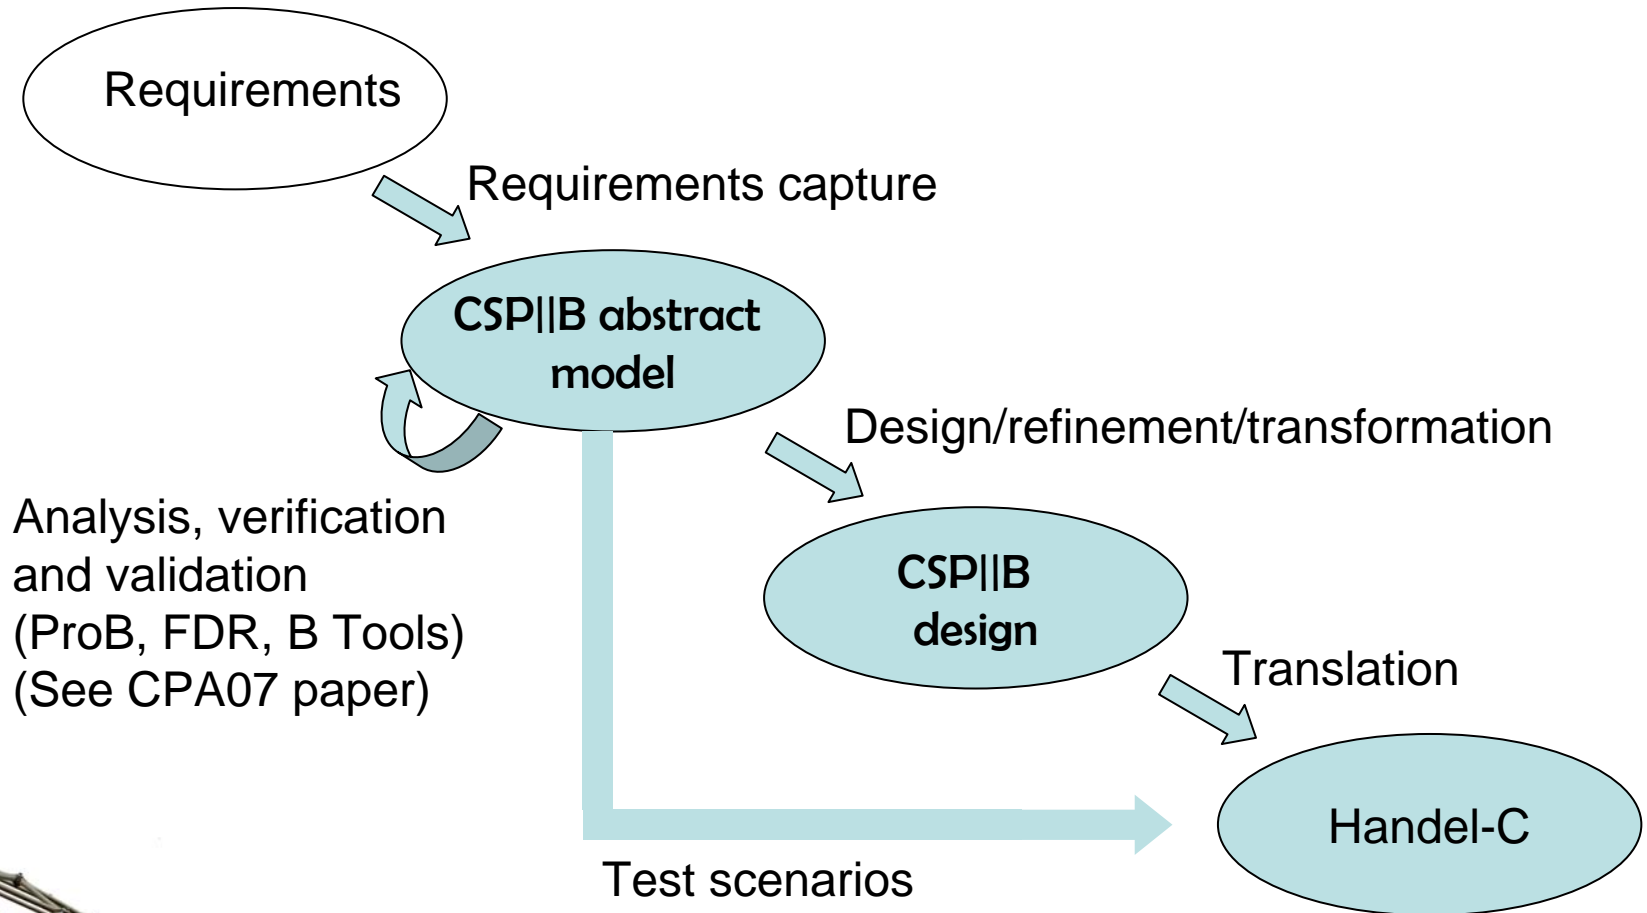 Requirements
Requirements capture
CSP||B abstract
model
Design/refinement/transformation
Analysis, verification
and validation
(ProB, FDR, B Tools)
(See CPA07 paper)
CSP||B
design
Translation
Handel-C
Test scenarios